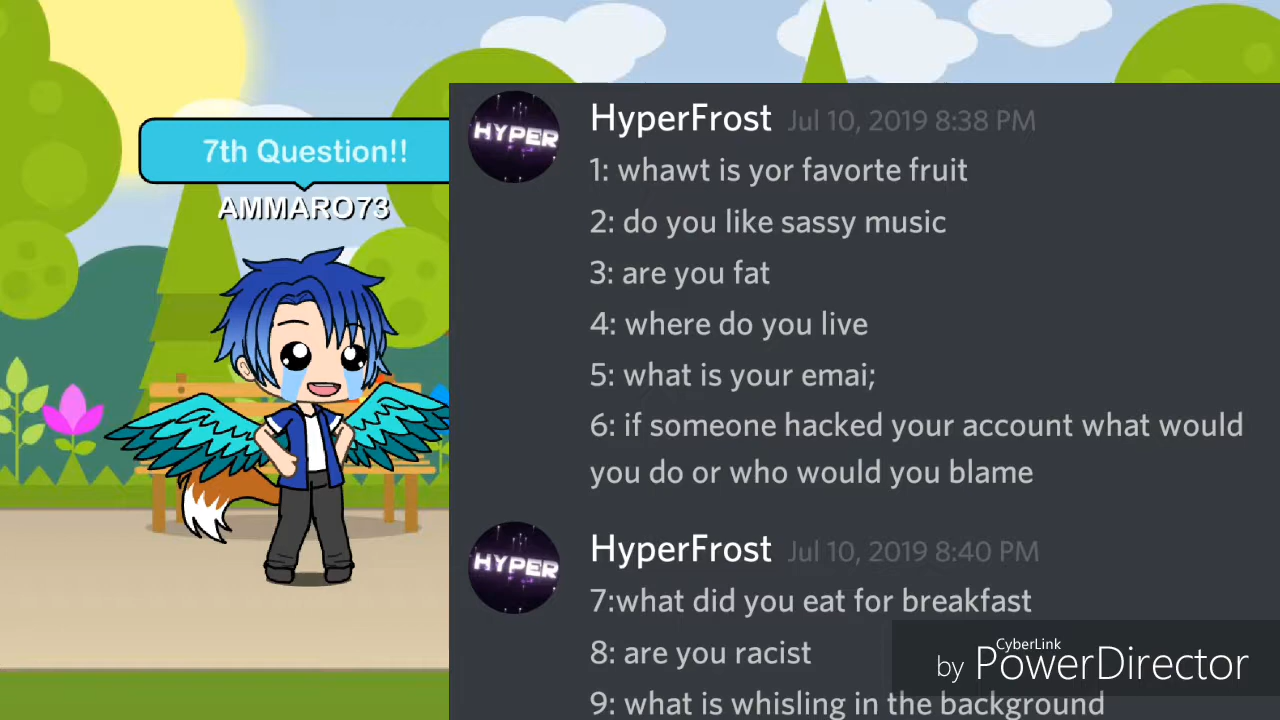 7th Question!!
AMMARO73
HYPER
HyperFrost Jul 10, 2019 8:38 PM
1: whawt is yor favorte fruit
2: do you like sassy music
3: are you fat
4: where do you live
5: what is your emai;
6: if someone hacked your account what would
you do or who would you blame
HYPER
HyperFrost Jul 10, 2019 8:40 PM
7:what did you eat for breakfast
8: are you racist
9: what is whisling in the background
by CyberLink PowerDirector